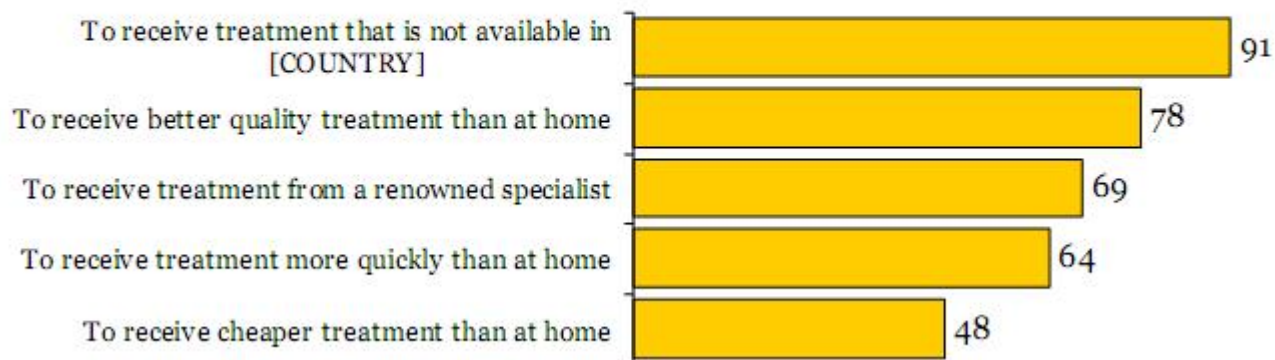 To receive treatment that is not available in
[COUNTRY]
91
To receive better quality treatment than at home
78
To receive treatment from a renowned specialist
69
To receive treatment more quickly than at home
64
To receive cheaper treatment than at home
48